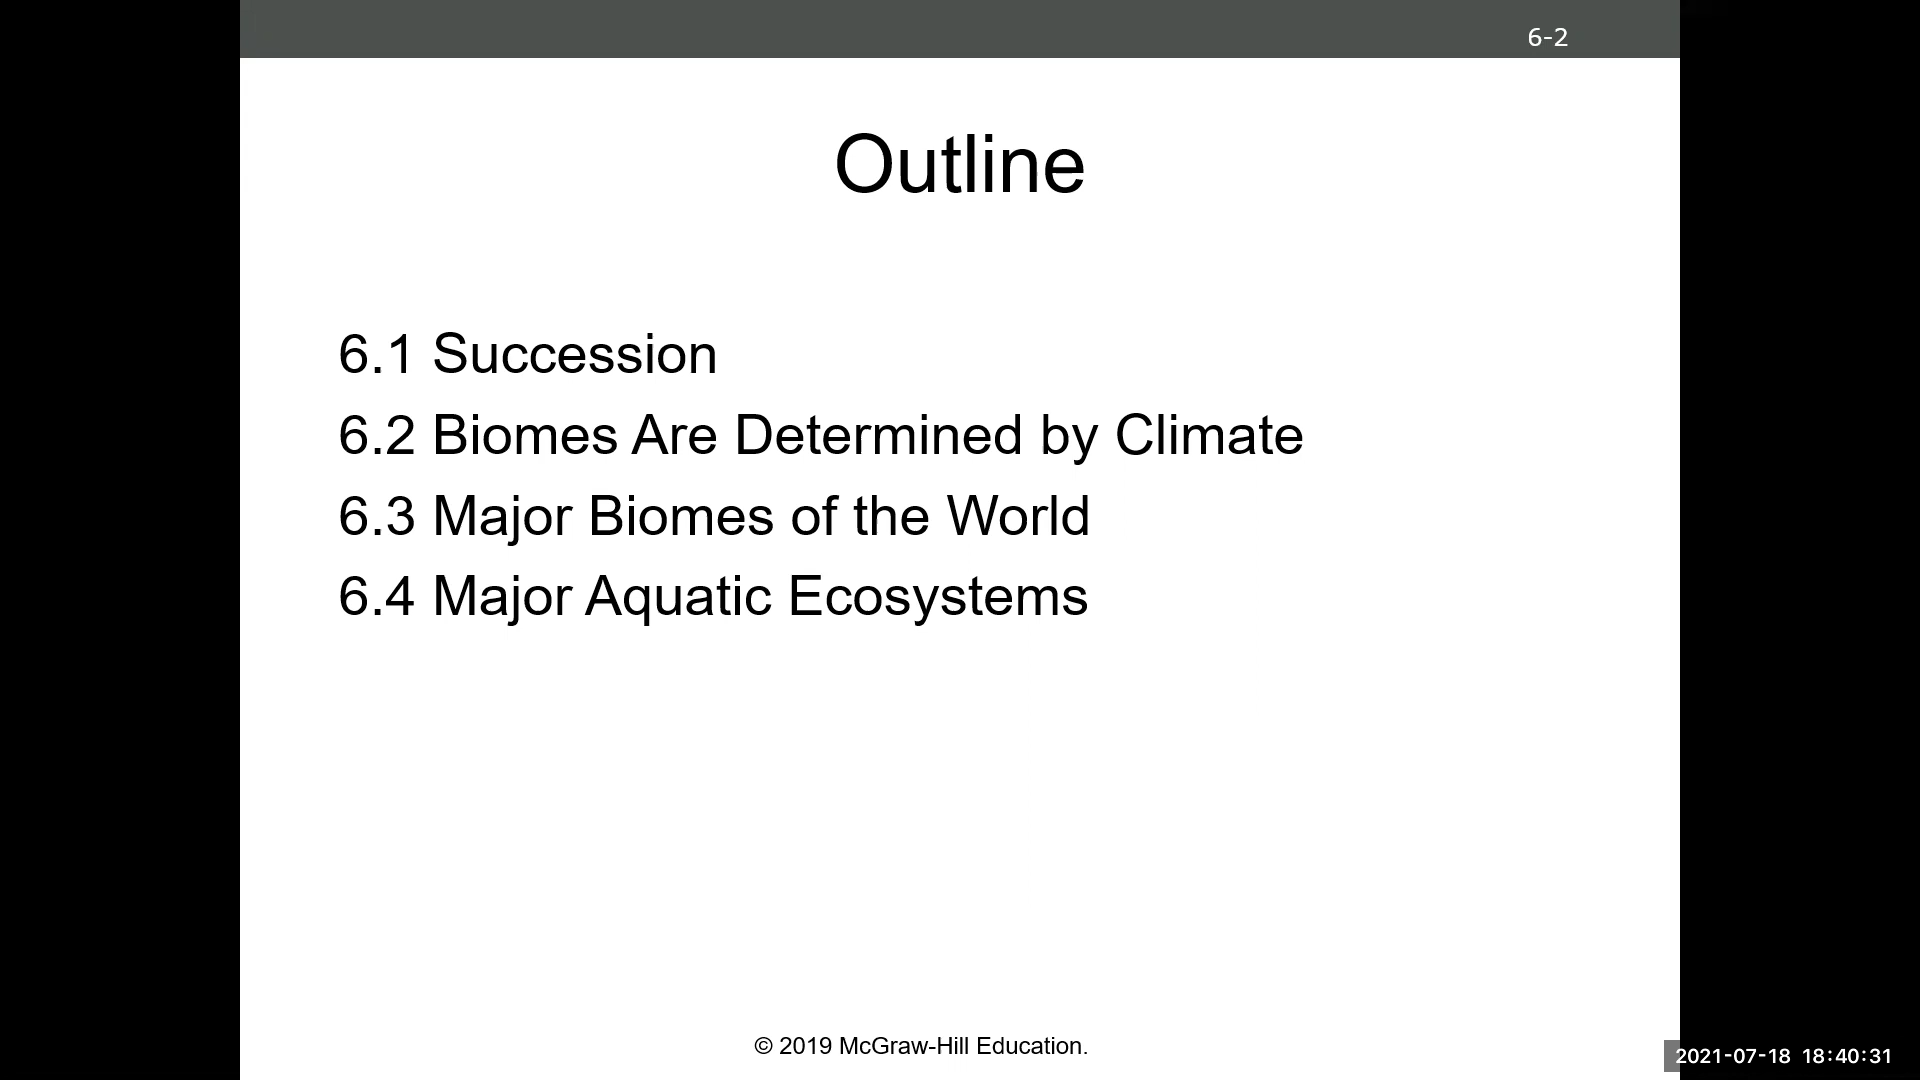 6-2
Outline
6.1 Succession
6.2 Biomes Are Determined by Climate
6.3 Major Biomes of the World
6.4 Major Aquatic Ecosystems
© 2019 McGraw-Hill Education.
2021-07-18 18:40:31